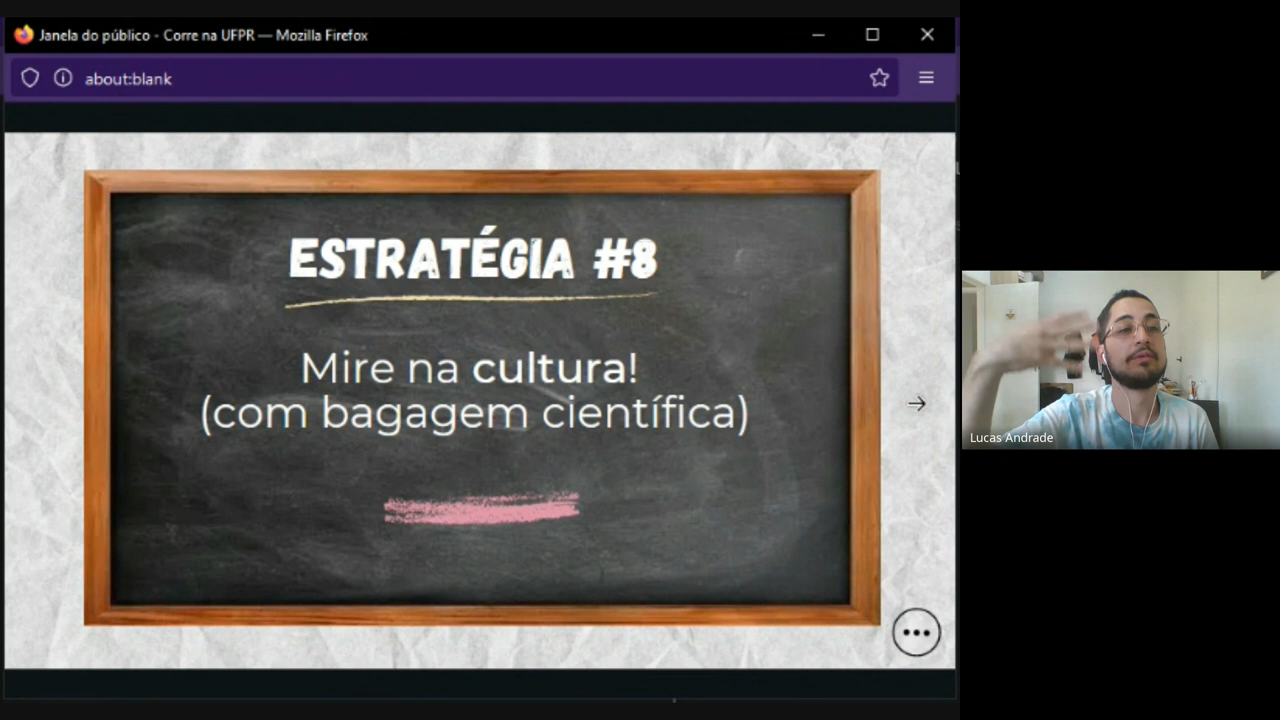 Janela do público - Corre na UFPR — Mozilla Firefox
about:blank
ESTRATÉGIA #8
Mire na cultura!
(com bagagem científica)
Lucas Andrade